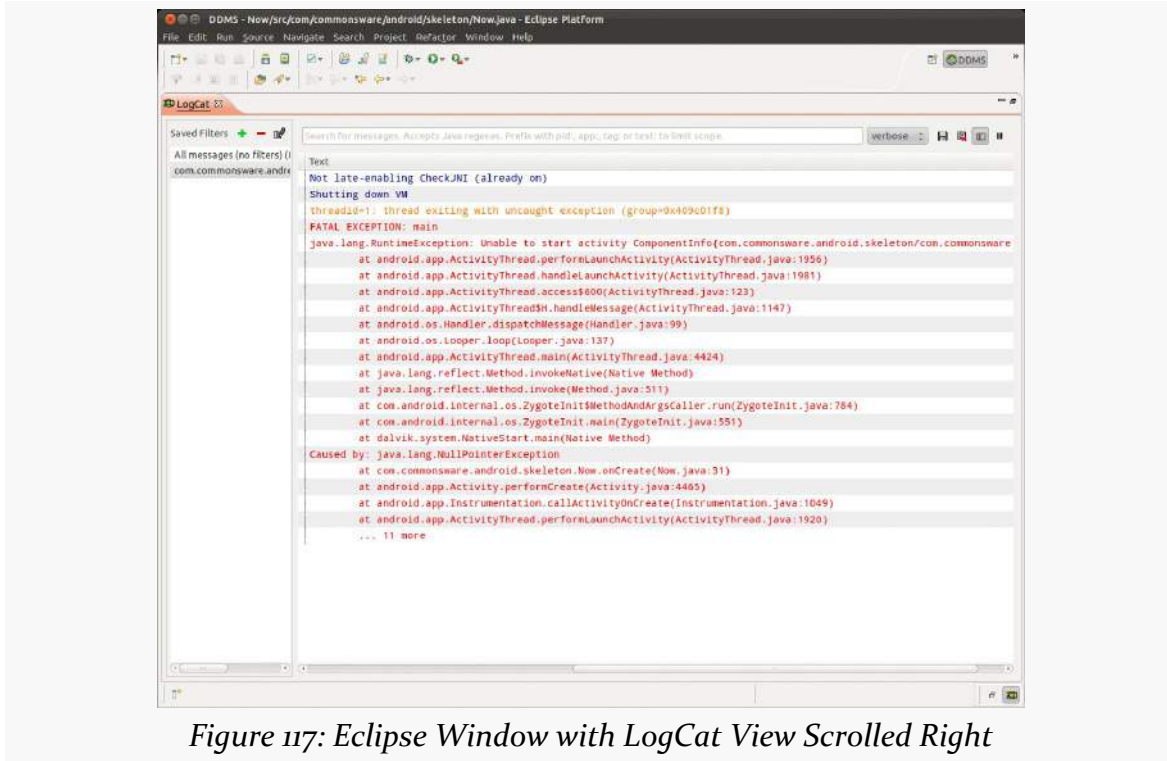 DDMS - Now/src/com/commonsware/android/skeleton/Now.java - Eclipse Platform
File Edit Run Source Navigate Search Project Refactor Window Help
DDMS
LogCat
Saved Filters
Search for messages. Accepts Java regexes. Prefix with pid:, app:, tag: or text: to limit scope.
verbose
All messages (no filters) (
com.commonsware.andre
Text
Not late-enabling CheckJNI (already on)
Shutting down VM
threadid=1: thread exiting with uncaught exception (group=0x409c01f8)
FATAL EXCEPTION: main
java.lang.RuntimeException: Unable to start activity ComponentInfo{com.commonsware.android.skeleton/com.commonsware
at android.app.ActivityThread.performLaunchActivity(ActivityThread.java:1956)
at android.app.ActivityThread.handleLaunchActivity(ActivityThread.java:1981)
at android.app.ActivityThread.access$600(ActivityThread.java:123)
at android.app.ActivityThread$H.handleMessage(ActivityThread.java:1147)
at android.os.Handler.dispatchMessage(Handler.java:99)
at android.os.Looper.loop(Looper.java:137)
at android.app.ActivityThread.main(ActivityThread.java:4424)
at java.lang.reflect.Method.invokeNative(Native Method)
at java.lang.reflect.Method.invoke(Method.java:511)
at com.android.internal.os.ZygoteInit$MethodAndArgsCaller.run(ZygoteInit.java:784)
at com.android.internal.os.ZygoteInit.main(ZygoteInit.java:551)
at dalvik.system.NativeStart.main(Native Method)
Caused by: java.lang.NullPointerException
at com.commonsware.android.skeleton.Now.onCreate(Now.java:31)
at android.app.Activity.performCreate(Activity.java:4465)
at android.app.Instrumentation.callActivityOnCreate(Instrumentation.java:1049)
at android.app.ActivityThread.performLaunchActivity(ActivityThread.java:1920)
... 11 more
Figure 117: Eclipse Window with LogCat View Scrolled Right